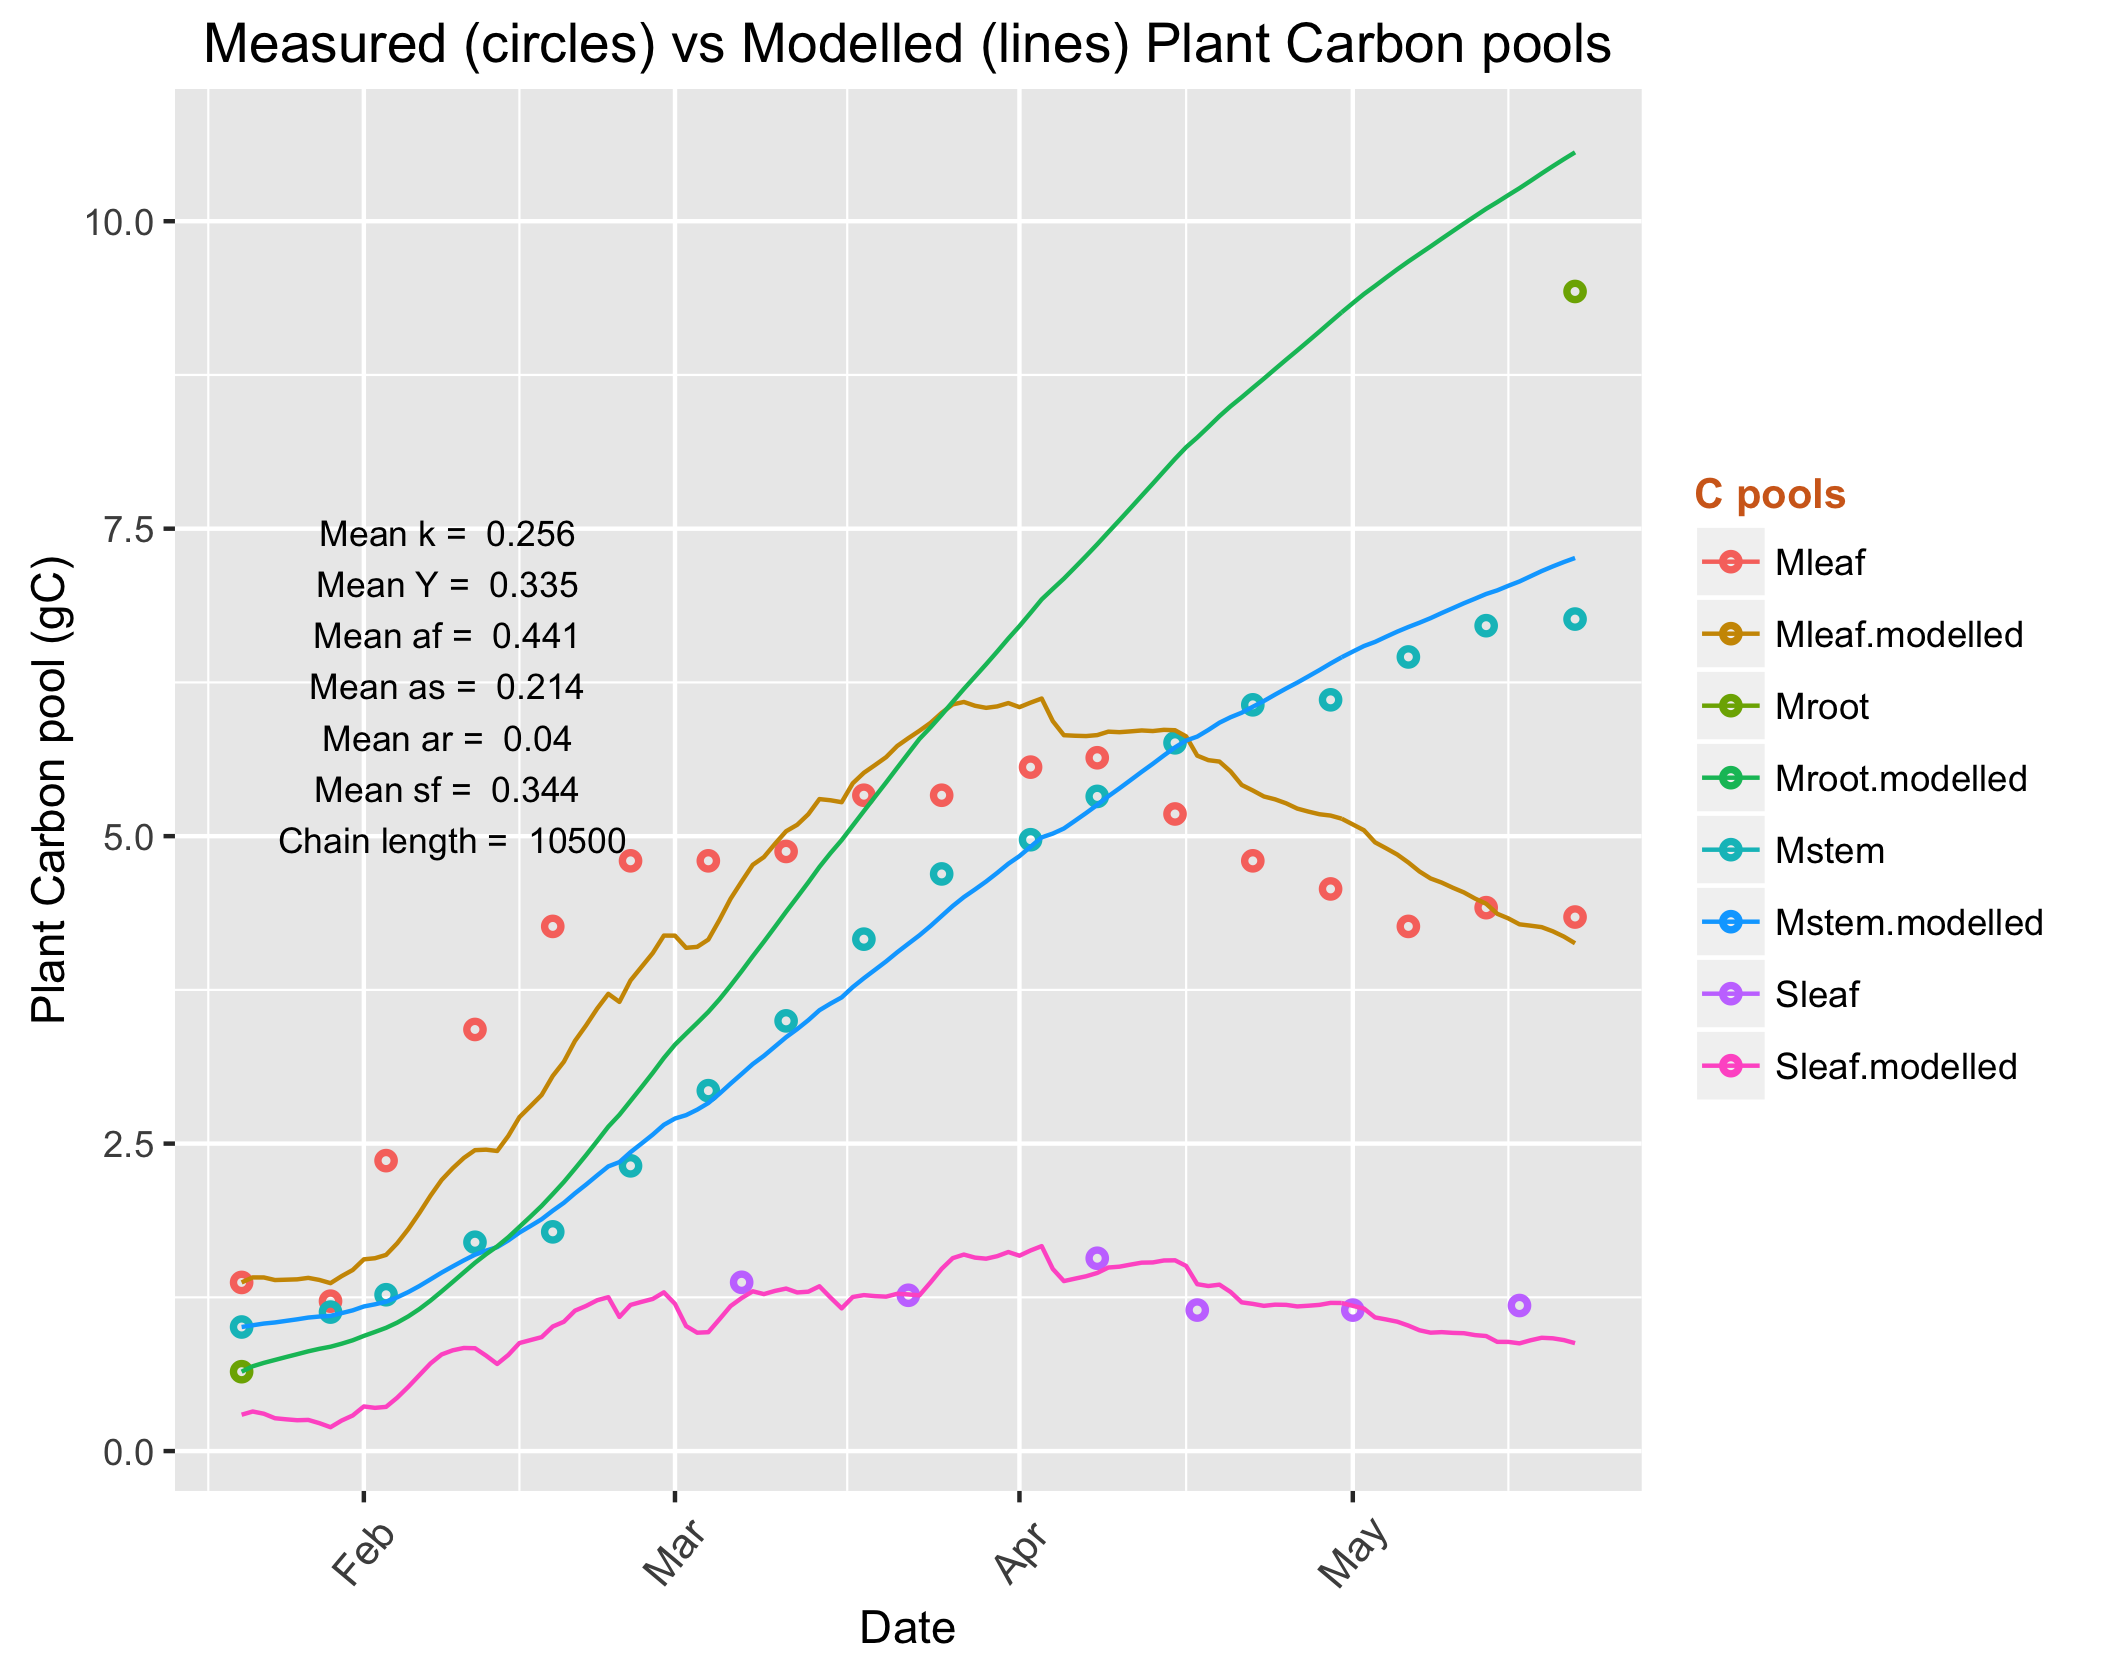 Measured (circles) vs Modelled (lines) Plant Carbon pools
Plant Carbon pool (gC)
10.0
7.5
5.0
2.5
0.0
Mean k = 0.256
Mean Y = 0.335
Mean af = 0.441
Mean as = 0.214
Mean ar = 0.04
Mean sf = 0.344
Chain length = 10500
Feb
Mar
Apr
May
Date
C pools
Mleaf
Mleaf.modelled
Mroot
Mroot.modelled
Mstem
Mstem.modelled
Sleaf
Sleaf.modelled